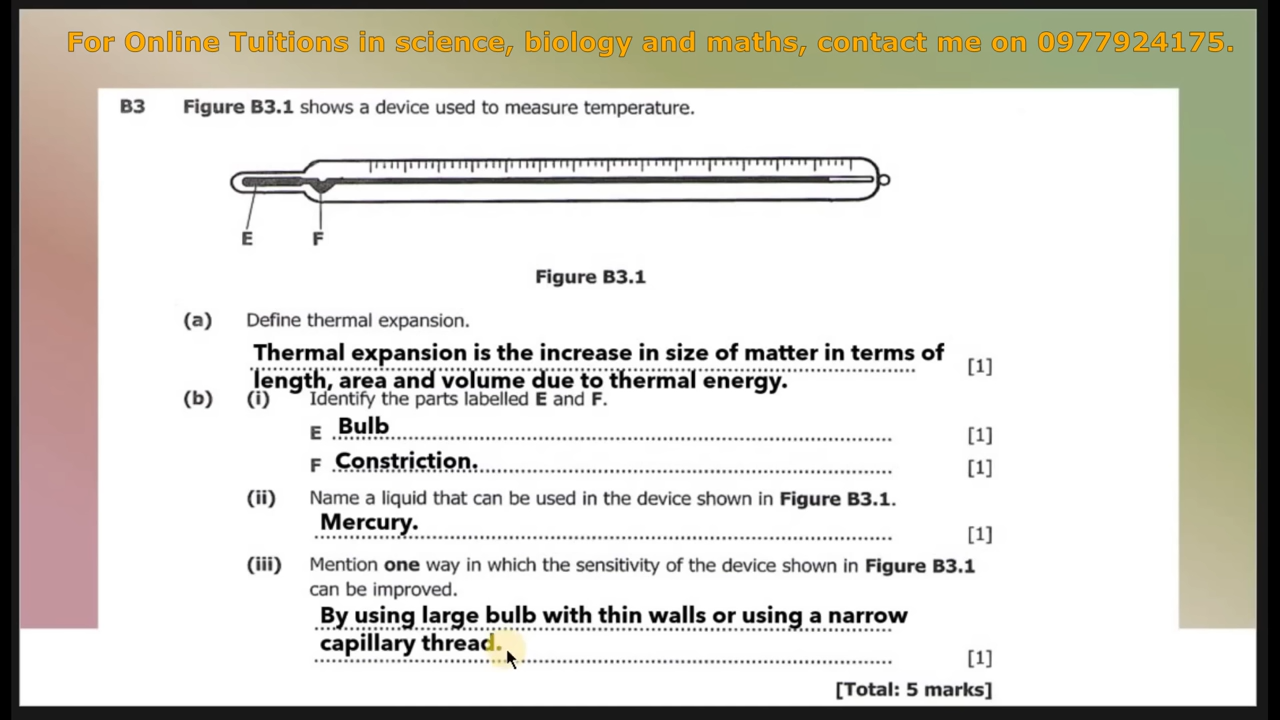 For Online Tuitions in science, biology and maths, contact me on 0977924175.
B3 Figure B3.1 shows a device used to measure temperature.
E F
Figure B3.1
(a) Define thermal expansion.
Thermal expansion is the increase in size of matter in terms of [1]
length, area and volume due to thermal energy.
(b) (i) Identify the parts labelled E and F.
E Bulb [1]
F Constriction. [1]
(ii) Name a liquid that can be used in the device shown in Figure B3.1.
Mercury. [1]
(iii) Mention one way in which the sensitivity of the device shown in Figure B3.1
can be improved.
By using large bulb with thin walls or using a narrow
capillary thread. [1]
[Total: 5 marks]